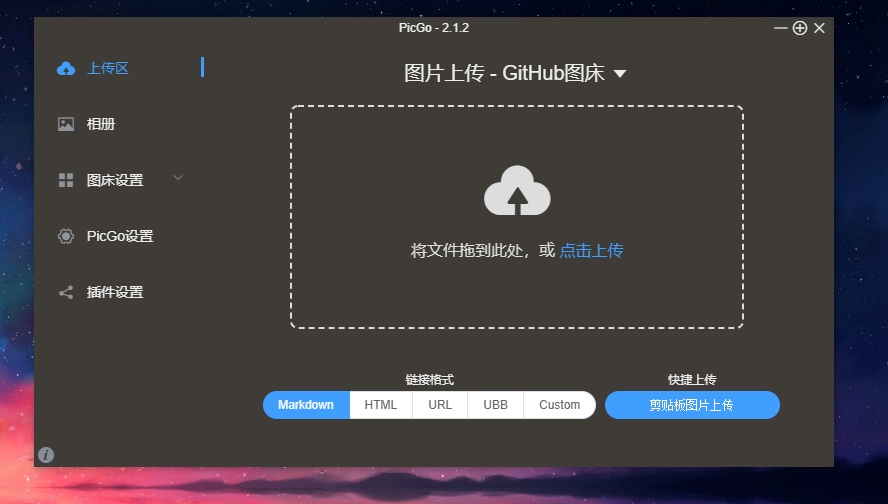 PicGo - 2.1.2
上传区
相册
图床设置
PicGo设置
插件设置
图片上传 - GitHub图床
将文件拖到此处，或 点击上传
链接格式
快捷上传
Markdown HTML URL UBB Custom
剪贴板图片上传
i